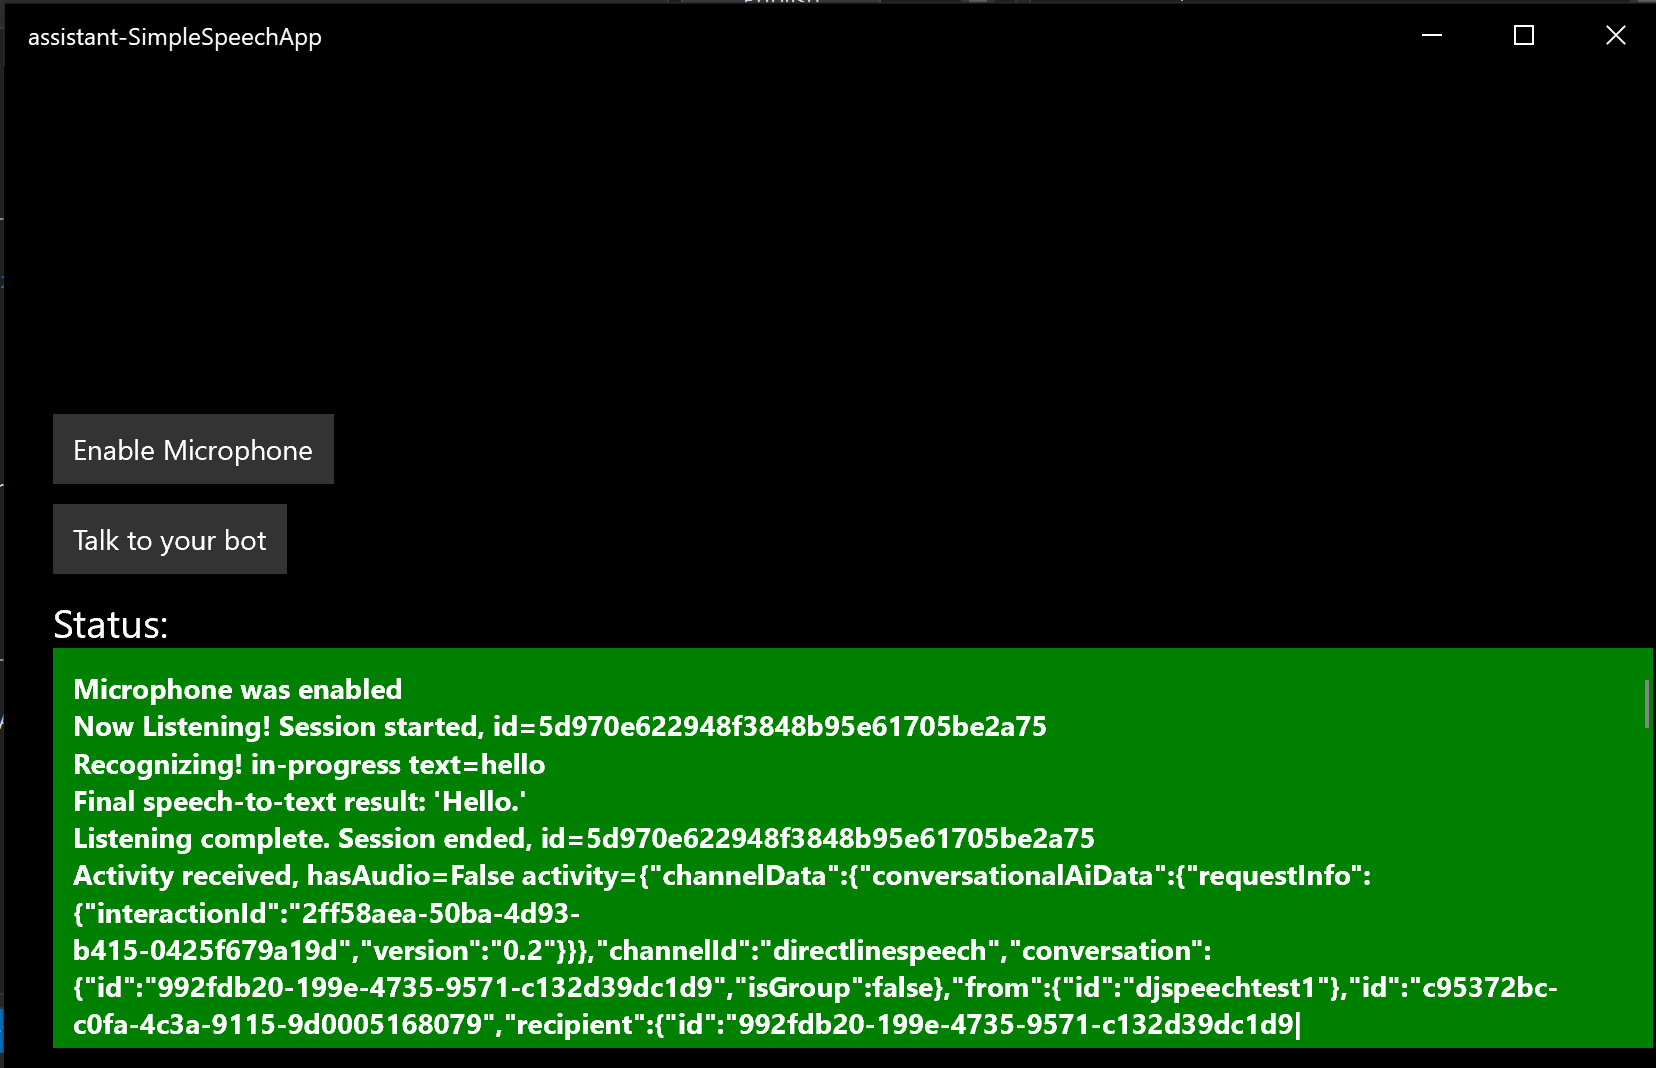 assistant-SimpleSpeechApp
Enable Microphone
Talk to your bot
Status:
Microphone was enabled
Now Listening! Session started, id=5d970e622948f3848b95e61705be2a75
Recognizing! in-progress text=hello
Final speech-to-text result: 'Hello.'
Listening complete. Session ended, id=5d970e622948f3848b95e61705be2a75
Activity received, hasAudio=False activity={"channelData":{"conversationalAiData":{"requestInfo":
{"interactionId":"2ff58aea-50ba-4d93-
b415-0425f679a19d","version":"0.2"}}},"channelId":"directlinespeech","conversation":
{"id":"992fdb20-199e-4735-9571-c132d39dc1d9","isGroup":false},"from":{"id":"djspeechtest1"},"id":"c95372bc-
c0fa-4c3a-9115-9d0005168079","recipient":{"id":"992fdb20-199e-4735-9571-c132d39dc1d9